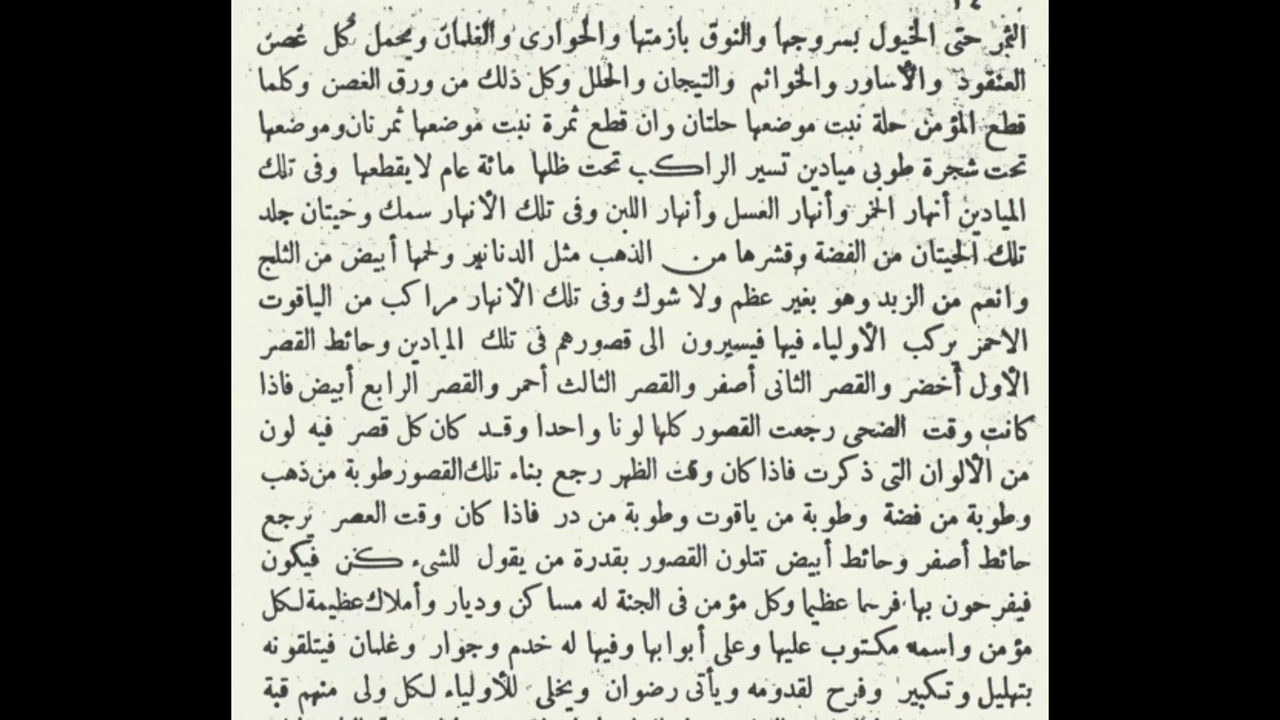 الثمر حتى الخيول بسروجها والنوق بازمتها والجوارى والغلمان ومحمل كل غصن
العنقود والأساور والخواتم والتيجان والحلل وكل ذلك من ورق الغصن وكلما
قطع المؤمن حلة نبت موضعها حلتان وان قطع ثمرة نبت موضعها ثمرتان وموضعها
تحت شجرة طوبى ميادين تسير الراكب تحت ظلها مائة عام لايقطعها وفى تلك
الميادين أنهار الخمر وأنهار العسل وأنهار اللبن وفى تلك الأنهار سمك وحيتان جلد
تلك الحيتان من الفضة وقشرها من الذهب مثل الدنانير ولحمها أبيض من الثلج
وانعم من الزبد وهو بغير عظم ولا شوك وفى تلك الأنهار مراكب من الياقوت
الاحمر يركب الأولياء فيها فيسيرون الى قصورهم فى تلك الميادين وحائط القصر
الأول أخضر والقصر الثانى أصفر والقصر الثالث أحمر والقصر الرابع أبيض فاذا
كانت وقت الضحى رجعت القصور كلها لونا واحدا وقد كان كل قصر فيه لون
من الألوان التى ذكرت فاذا كان وقت الظهر رجع بناء تلك القصور طوبة من ذهب
وطوبة من فضة وطوبة من ياقوت وطوبة من در فاذا كان وقت العصر يرجع
حائط أصفر وحائط أبيض تتلون القصور بقدرة من يقول للشىء كن فيكون
فيفرحون بها فرحا عظيما وكل مؤمن فى الجنة له مساكن وديار وأملاك عظيمة لكل
مؤمن واسمه مكتوب عليها وعلى أبوابها وفيها له خدم وجوار وغلمان فيتلقونه
بتهليل وتكبير وفرح لقدومه ويأتى رضوان ويخلى للأولياء لكل ولى منهم قبة